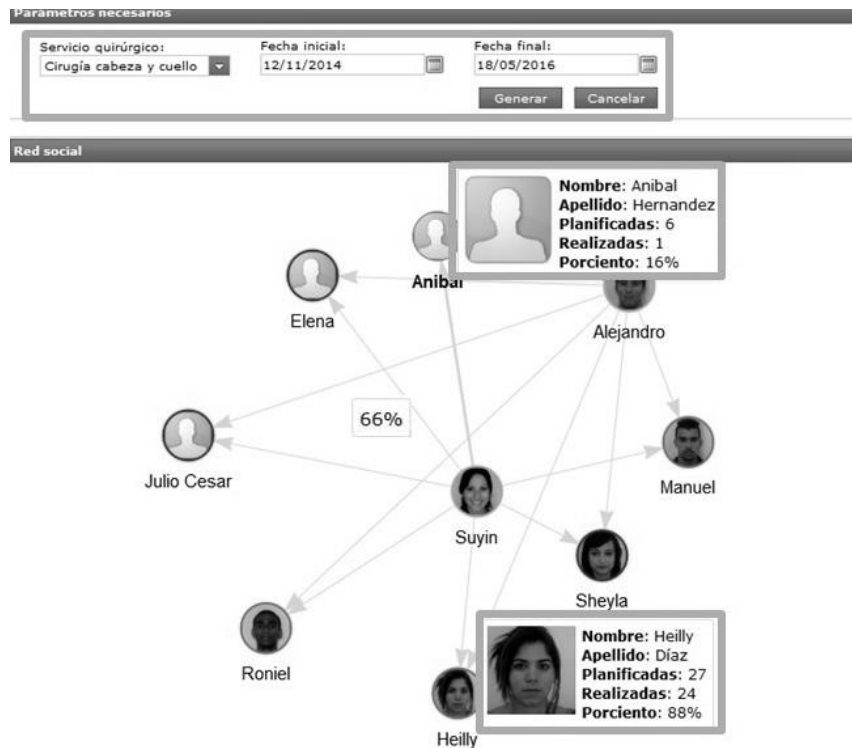 Parámetros necesarios
Servicio quirúrgico: Fecha inicial: Fecha final:
Cirugía cabeza y cuello 12/11/2014 18/05/2016
Generar Cancelar
Red social
Nombre: Anibal
Apellido: Hernandez
Planificadas: 6
Realizadas: 1
Porciento: 16%
Anibal
Elena
Alejandro
66%
Julio Cesar
Manuel
Suyin
Sheyla
Roniel
Nombre: Heilly
Apellido: Díaz
Planificadas: 27
Realizadas: 24
Porciento: 88%
Heilly